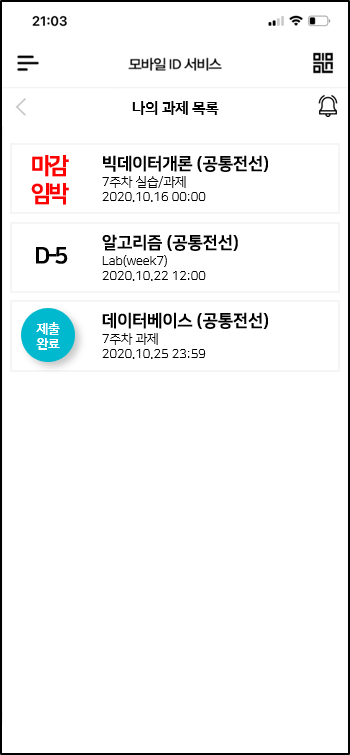 21:03
모바일 ID 서비스
나의 과제 목록
마감
임박
빅데이터개론 (공통전선)
7주차 실습/과제
2020.10.16 00:00
D-5
알고리즘 (공통전선)
Lab(week7)
2020.10.22 12:00
제출
완료
데이터베이스 (공통전선)
7주차 과제
2020.10.25 23:59